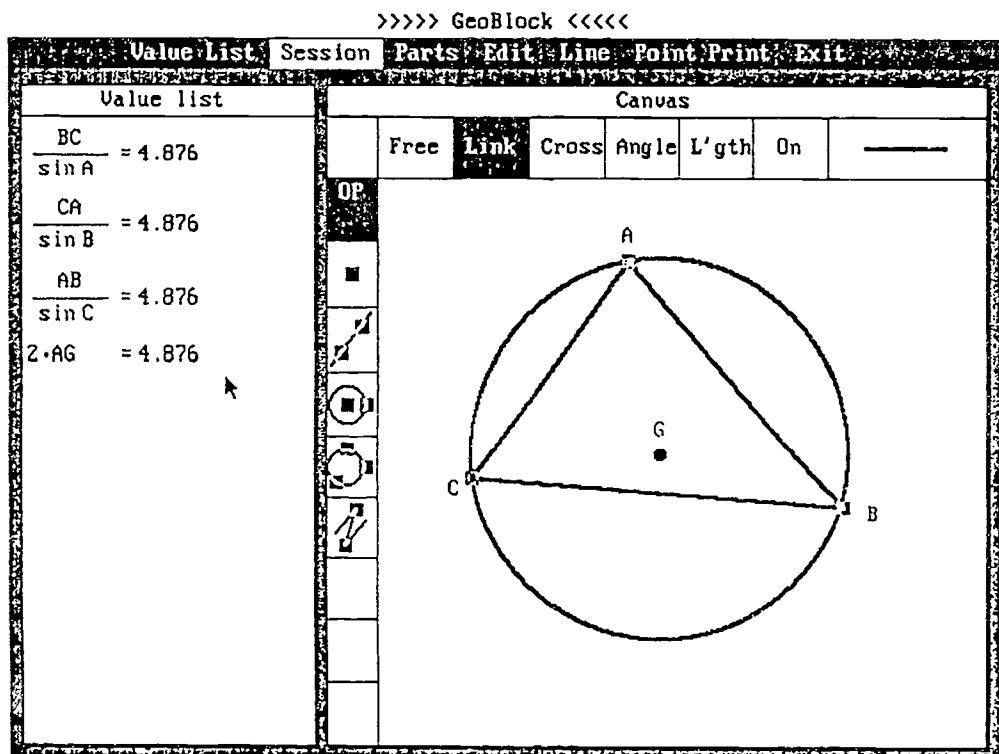 >>>>> GeoBlock <<<<<
Value List Session Parts Edit Line Point Print Exit
Value list
BC
sin A
= 4.876
CA
sin B
= 4.876
AB
sin C
= 4.876
2·AG = 4.876
Canvas
Free Link Cross Angle L'gth On
OP
A
G
C
B